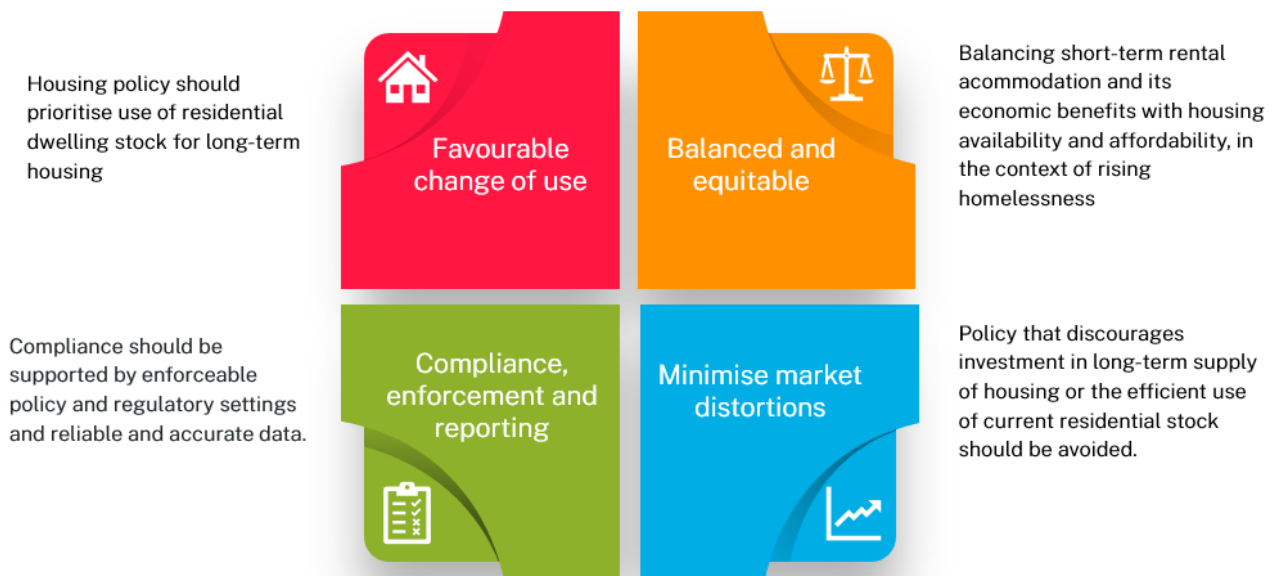 Housing policy should
prioritise use of residential
dwelling stock for long-term
housing
Favourable
change of use
Balanced and
equitable
Balancing short-term rental
acommodation and its
economic benefits with housing
availability and affordability, in
the context of rising
homelessness
Compliance should be
supported by enforceable
policy and regulatory settings
and reliable and accurate data.
Compliance,
enforcement and
reporting
Minimise market
distortions
Policy that discourages
investment in long-term supply
of housing or the efficient use
of current residential stock
should be avoided.